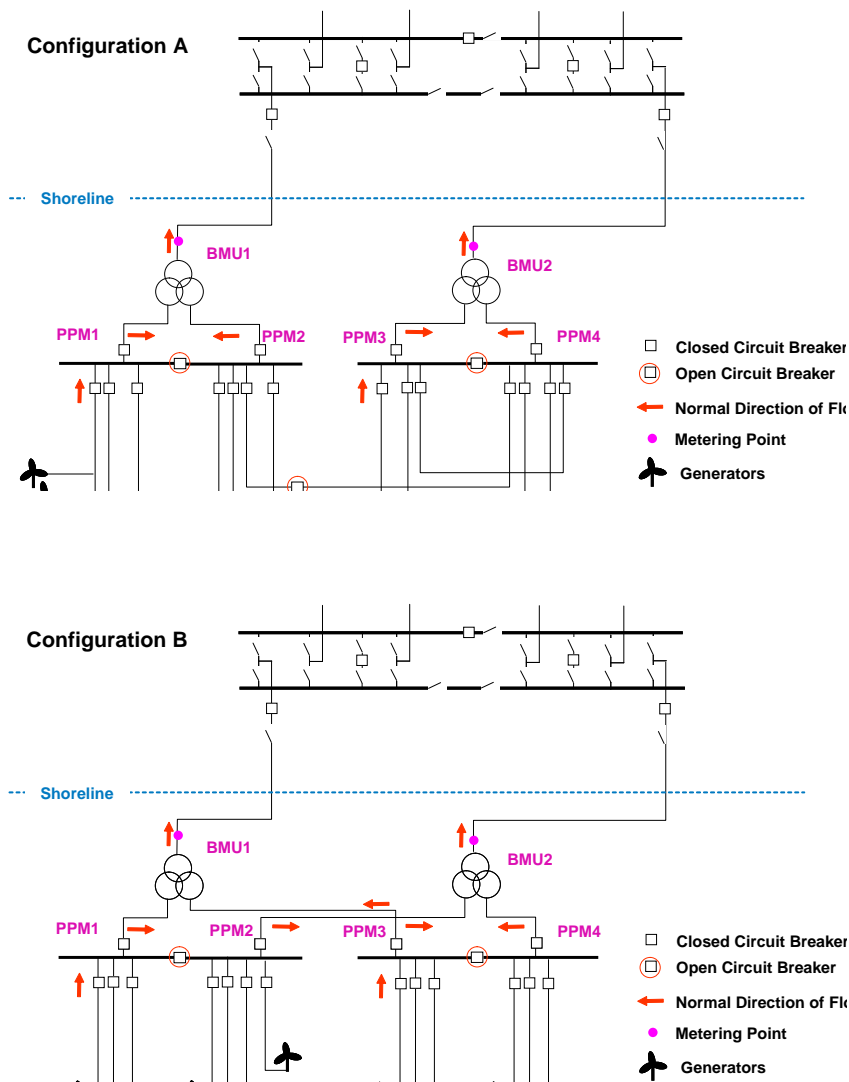 Configuration A
Shoreline
BMU1
BMU2
PPM1
PPM2
PPM3
PPM4
Closed Circuit Breaker
Open Circuit Breaker
Normal Direction of Flo
Metering Point
Generators
Configuration B
Shoreline
BMU1
BMU2
PPM1
PPM2
PPM3
PPM4
Closed Circuit Breaker
Open Circuit Breaker
Normal Direction of Flo
Metering Point
Generators